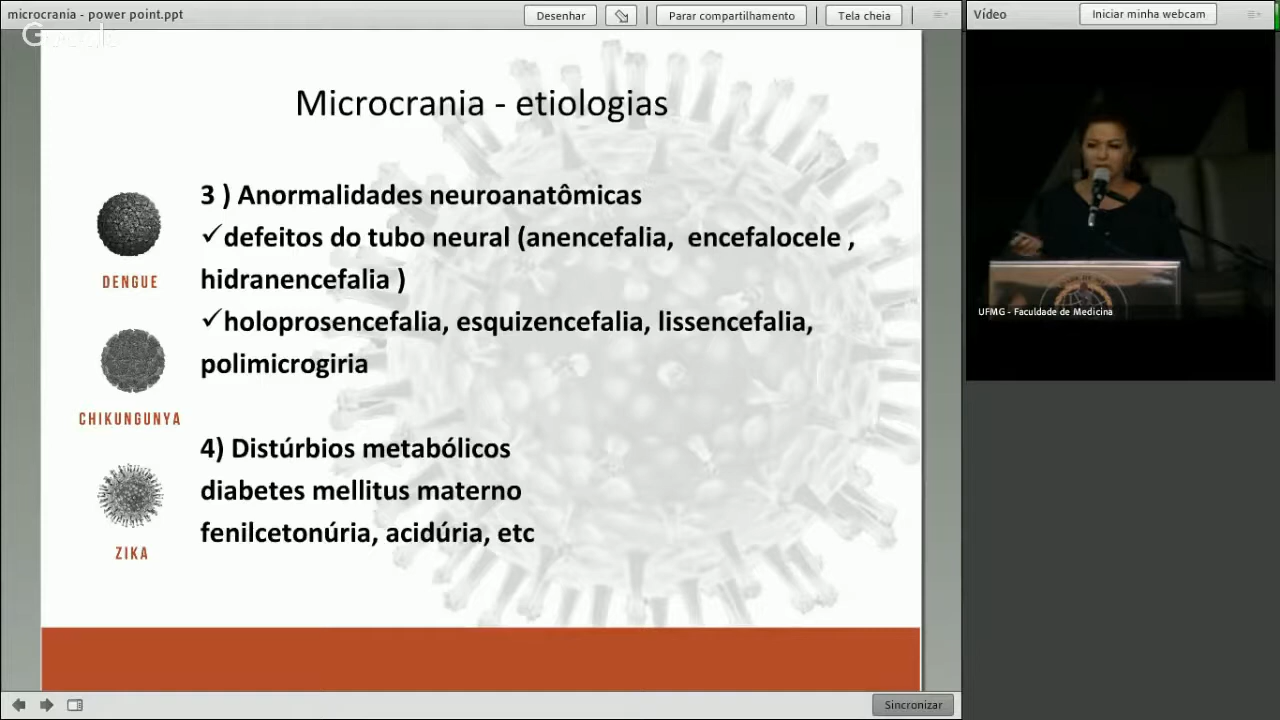 microcrania - power point.ppt
Desenhar
Parar compartilhamento
Tela cheia
Vídeo
Iniciar minha webcam
Microcrania - etiologias
3 ) Anormalidades neuroanatômicas
✓defeitos do tubo neural (anencefalia, encefalocele ,
hidranencefalia )
✓holoprosencefalia, esquizencefalia, lissencefalia,
polimicrogiria
4) Distúrbios metabólicos
diabetes mellitus materno
fenilcetonúria, acidúria, etc
DENGUE
CHIKUNGUNYA
ZIKA
UFMG - Faculdade de Medicina
Sincronizar